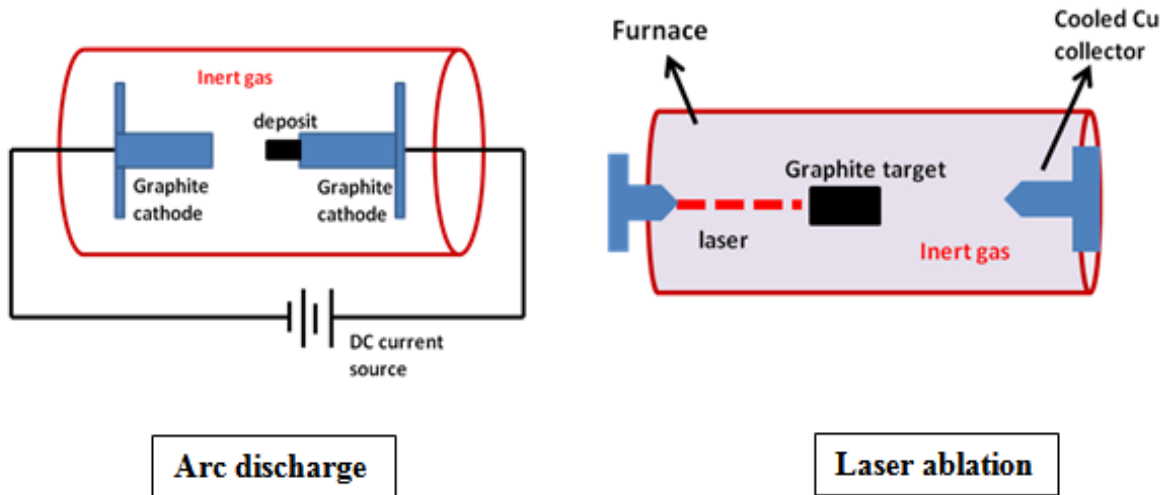 Inert gas
deposit
Graphite
cathode
Graphite
cathode
DC current
source
Arc discharge
Furnace
Cooled Cu
collector
Graphite target
laser
Inert gas
Laser ablation